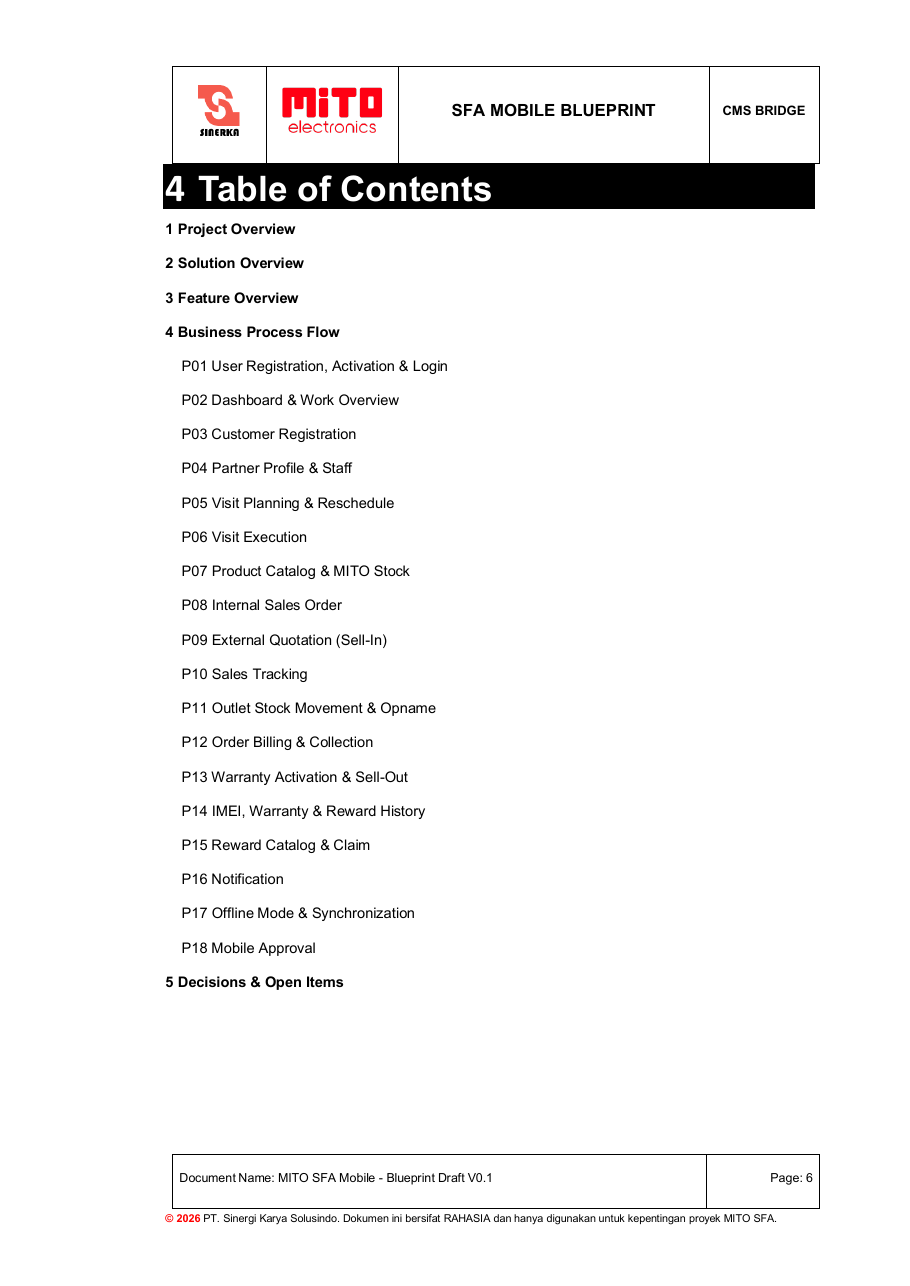 SINERKA
MiTO
electronics
SFA MOBILE BLUEPRINT
CMS BRIDGE
4 Table of Contents
1 Project Overview
2 Solution Overview
3 Feature Overview
4 Business Process Flow
P01 User Registration, Activation & Login
P02 Dashboard & Work Overview
P03 Customer Registration
P04 Partner Profile & Staff
P05 Visit Planning & Reschedule
P06 Visit Execution
P07 Product Catalog & MITO Stock
P08 Internal Sales Order
P09 External Quotation (Sell-In)
P10 Sales Tracking
P11 Outlet Stock Movement & Opname
P12 Order Billing & Collection
P13 Warranty Activation & Sell-Out
P14 IMEI, Warranty & Reward History
P15 Reward Catalog & Claim
P16 Notification
P17 Offline Mode & Synchronization
P18 Mobile Approval
5 Decisions & Open Items
Document Name: MITO SFA Mobile - Blueprint Draft V0.1
Page: 6
© 2026 PT. Sinergi Karya Solusindo. Dokumen ini bersifat RAHASIA dan hanya digunakan untuk kepentingan proyek MITO SFA.